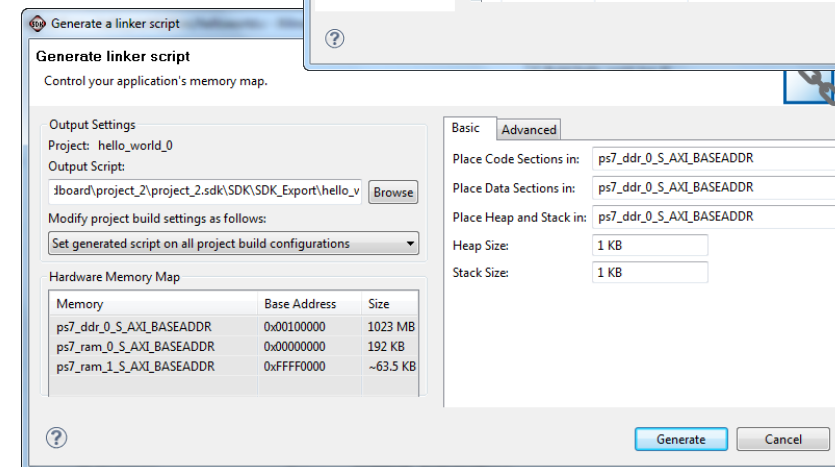 SDK
Generate a linker script
Generate linker script
Control your application's memory map.
Output Settings
Project: hello_world_0
Output Script:
board\project_2\project_2.sdk\SDK\SDK_Export\hello_v
Browse
Modify project build settings as follows:
Set generated script on all project build configurations
Hardware Memory Map
Memory Base Address Size
ps7_ddr_0_S_AXI_BASEADDR 0x00100000 1023 MB
ps7_ram_0_S_AXI_BASEADDR 0x00000000 192 KB
ps7_ram_1_S_AXI_BASEADDR 0xFFFF0000 ~63.5 KB
Basic Advanced
Place Code Sections in: ps7_ddr_0_S_AXI_BASEADDR
Place Data Sections in: ps7_ddr_0_S_AXI_BASEADDR
Place Heap and Stack in: ps7_ddr_0_S_AXI_BASEADDR
Heap Size: 1 KB
Stack Size: 1 KB
? 
Generate Cancel